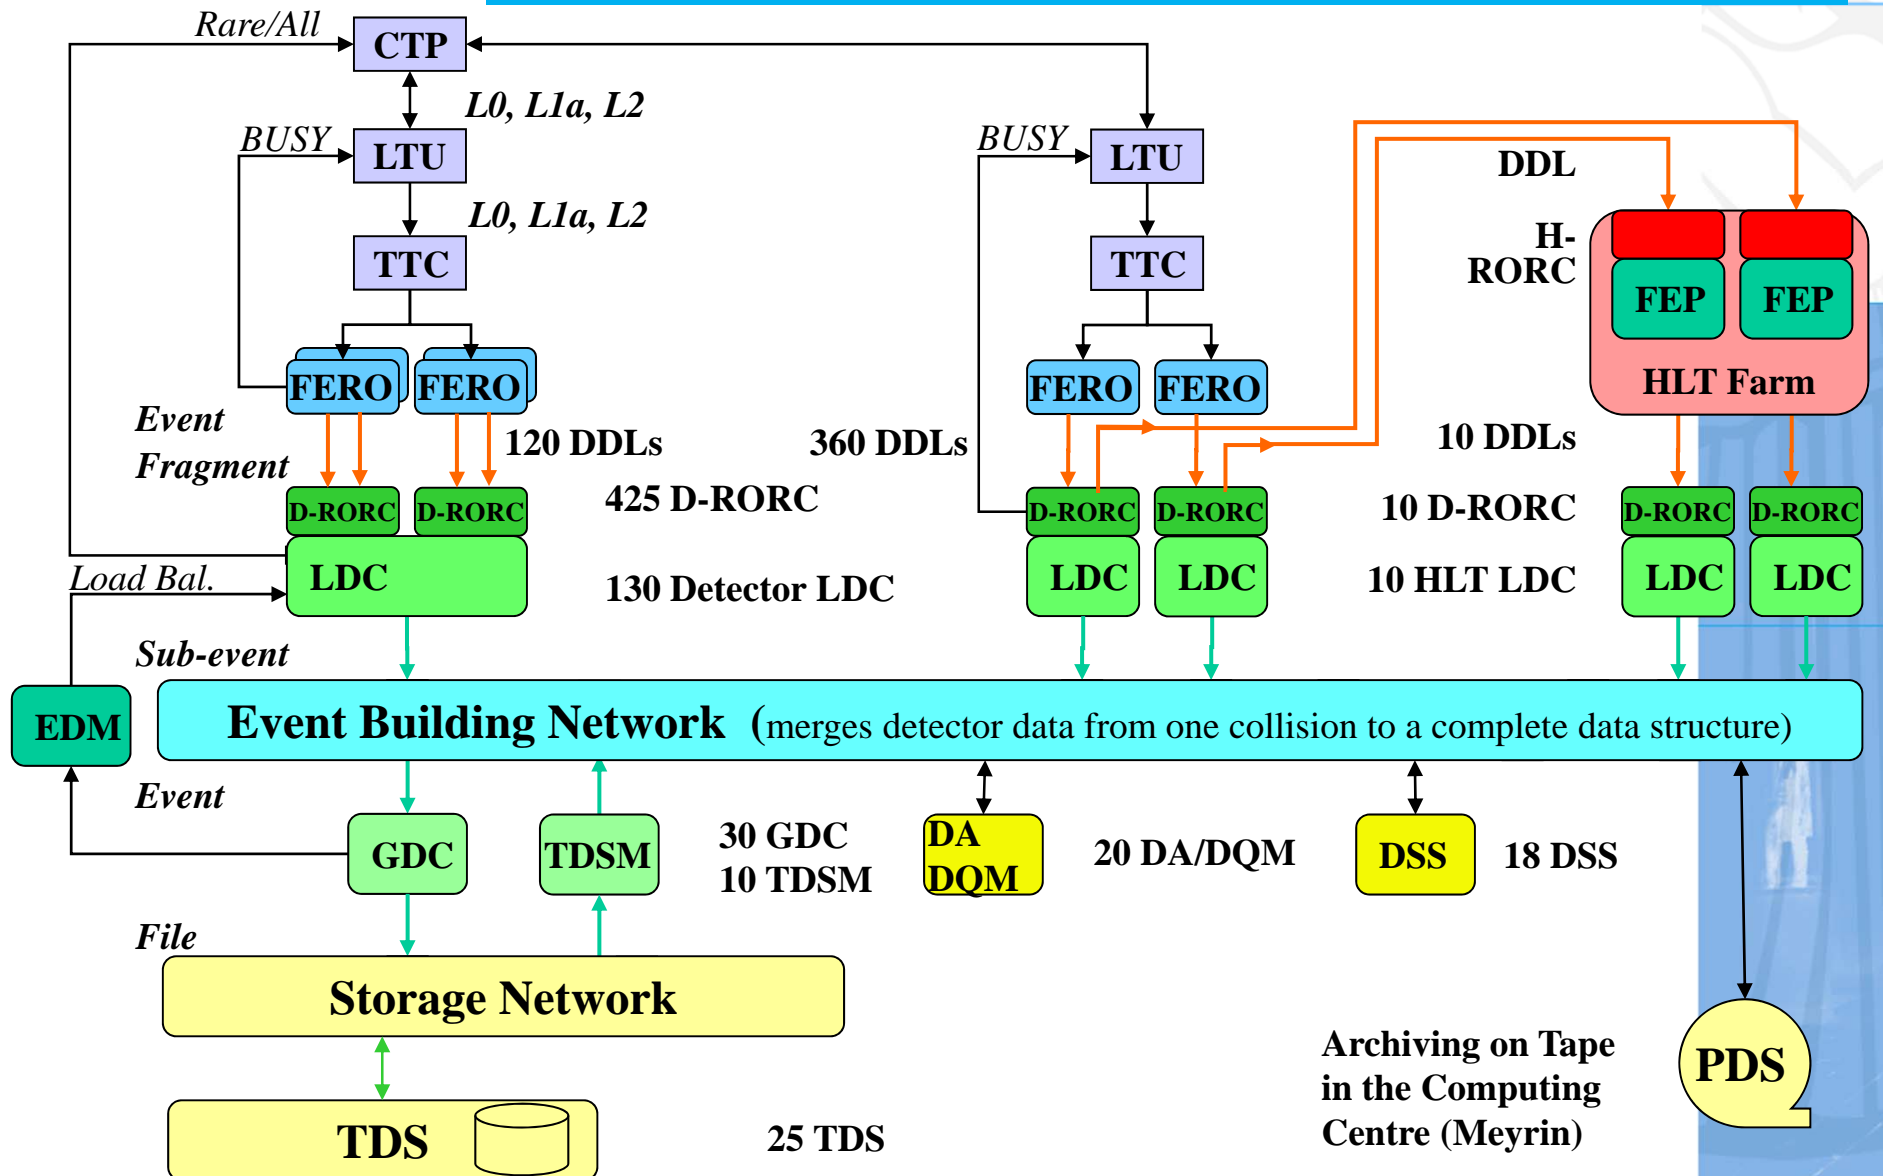 Rare/All
CTP
L0, L1a, L2
BUSY
LTU
BUSY
LTU
DDL
L0, L1a, L2
TTC
TTC
H-
RORC
FEP
FEP
HLT Farm
FERO
FERO
FERO
FERO
Event
Fragment
120 DDLs
360 DDLs
10 DDLs
D-RORC
D-RORC
425 D-RORC
D-RORC
D-RORC
10 D-RORC
D-RORC
D-RORC
Load Bal.
LDC
130 Detector LDC
LDC
LDC
10 HLT LDC
LDC
LDC
Sub-event
EDM
Event Building Network (merges detector data from one collision to a complete data structure)
Event
GDC
TDSM
30 GDC
10 TDSM
DA
DQM
20 DA/DQM
DSS
18 DSS
File
Storage Network
Archiving on Tape
in the Computing
Centre (Meyrin)
PDS
TDS
25 TDS